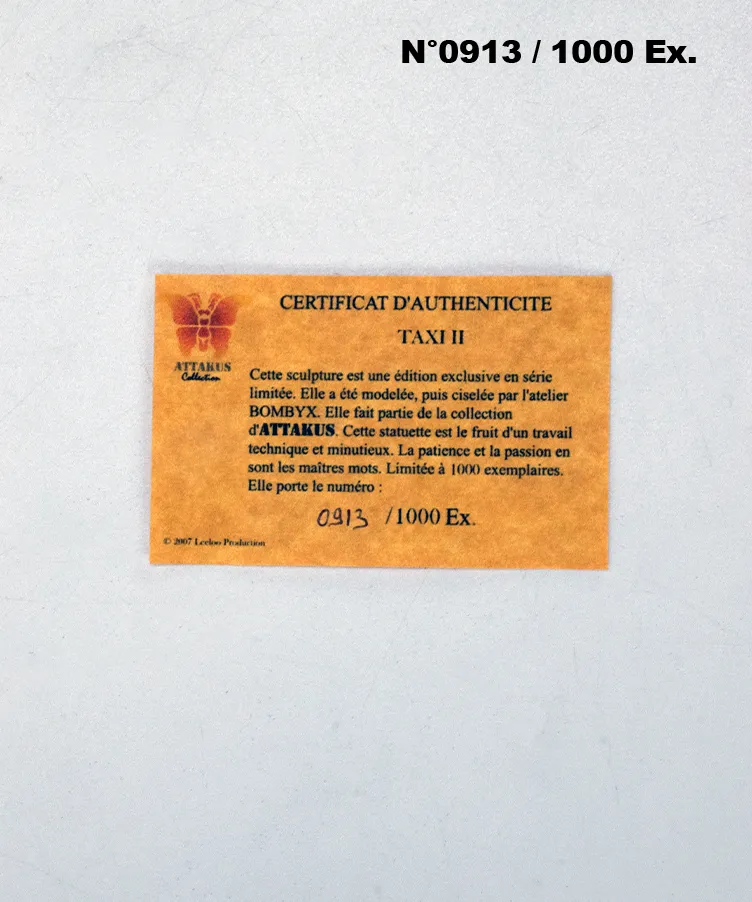 N°0913 / 1000 Ex.
CERTIFICAT D'AUTHENTICITE
TAXI II
ATTAKUS
Collection
Cette sculpture est une édition exclusive en série
limitée. Elle a été modelée, puis ciselée par l'atelier
BOMBYX. Elle fait partie de la collection
d'ATTAKUS. Cette statuette est le fruit d'un travail
technique et minutieux. La patience et la passion en
sont les maîtres mots. Limitée à 1000 exemplaires.
Elle porte le numéro :
0913 /1000 Ex.
© 2007 Leeloo Production